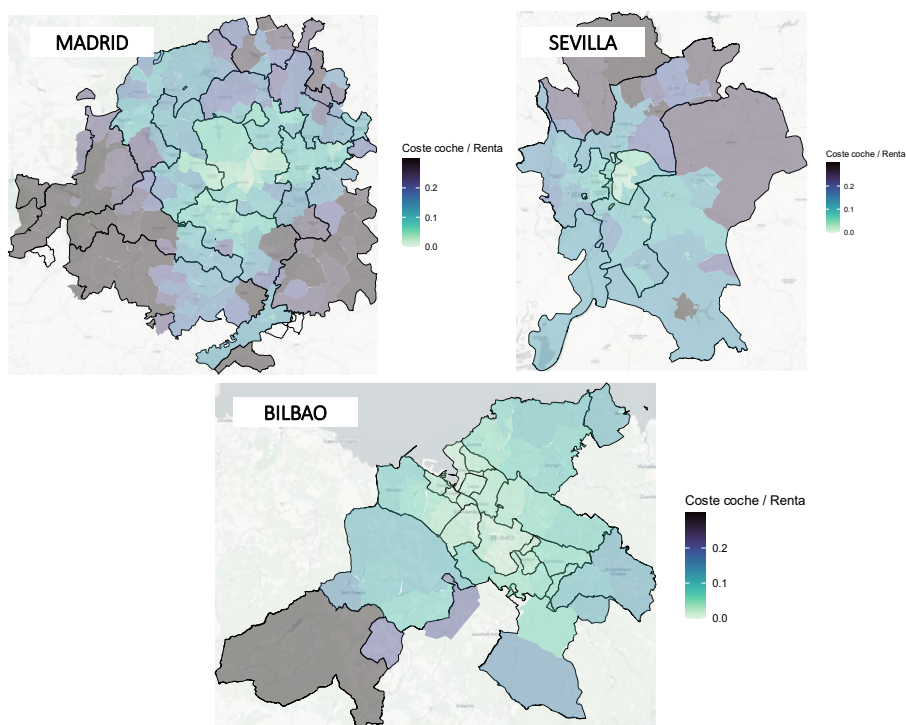 MADRID
Coste coche / Renta
0.2
0.1
0.0
SEVILLA
Coste coche / Renta
0.2
0.1
0.0
BILBAO
Coste coche / Renta
0.2
0.1
0.0
BILBAO